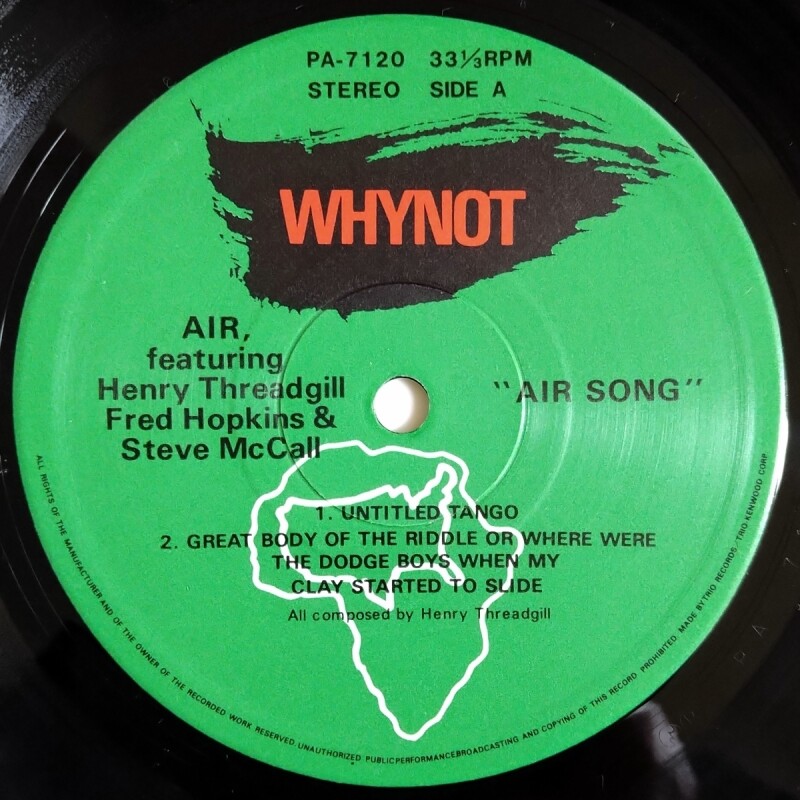 PA-7120 33⅓RPM
STEREO SIDE A
WHYNOT
AIR,
featuring
Henry Threadgill
Fred Hopkins &
Steve McCall
"AIR SONG"
1. UNTITLED TANGO
2. GREAT BODY OF THE RIDDLE OR WHERE WERE
THE DODGE BOYS WHEN MY
CLAY STARTED TO SLIDE
All composed by Henry Threadgill
ALL RIGHTS OF THE MANUFACTURER AND OF THE OWNER OF THE RECORDED WORK RESERVED. UNAUTHORIZED PUBLICPERFORMANCEBROADCASTING AND COPYING OF THIS RECORD PROHIBITED. MADE BY TRIO RECORDS / TRIO KENWOOD CORP.